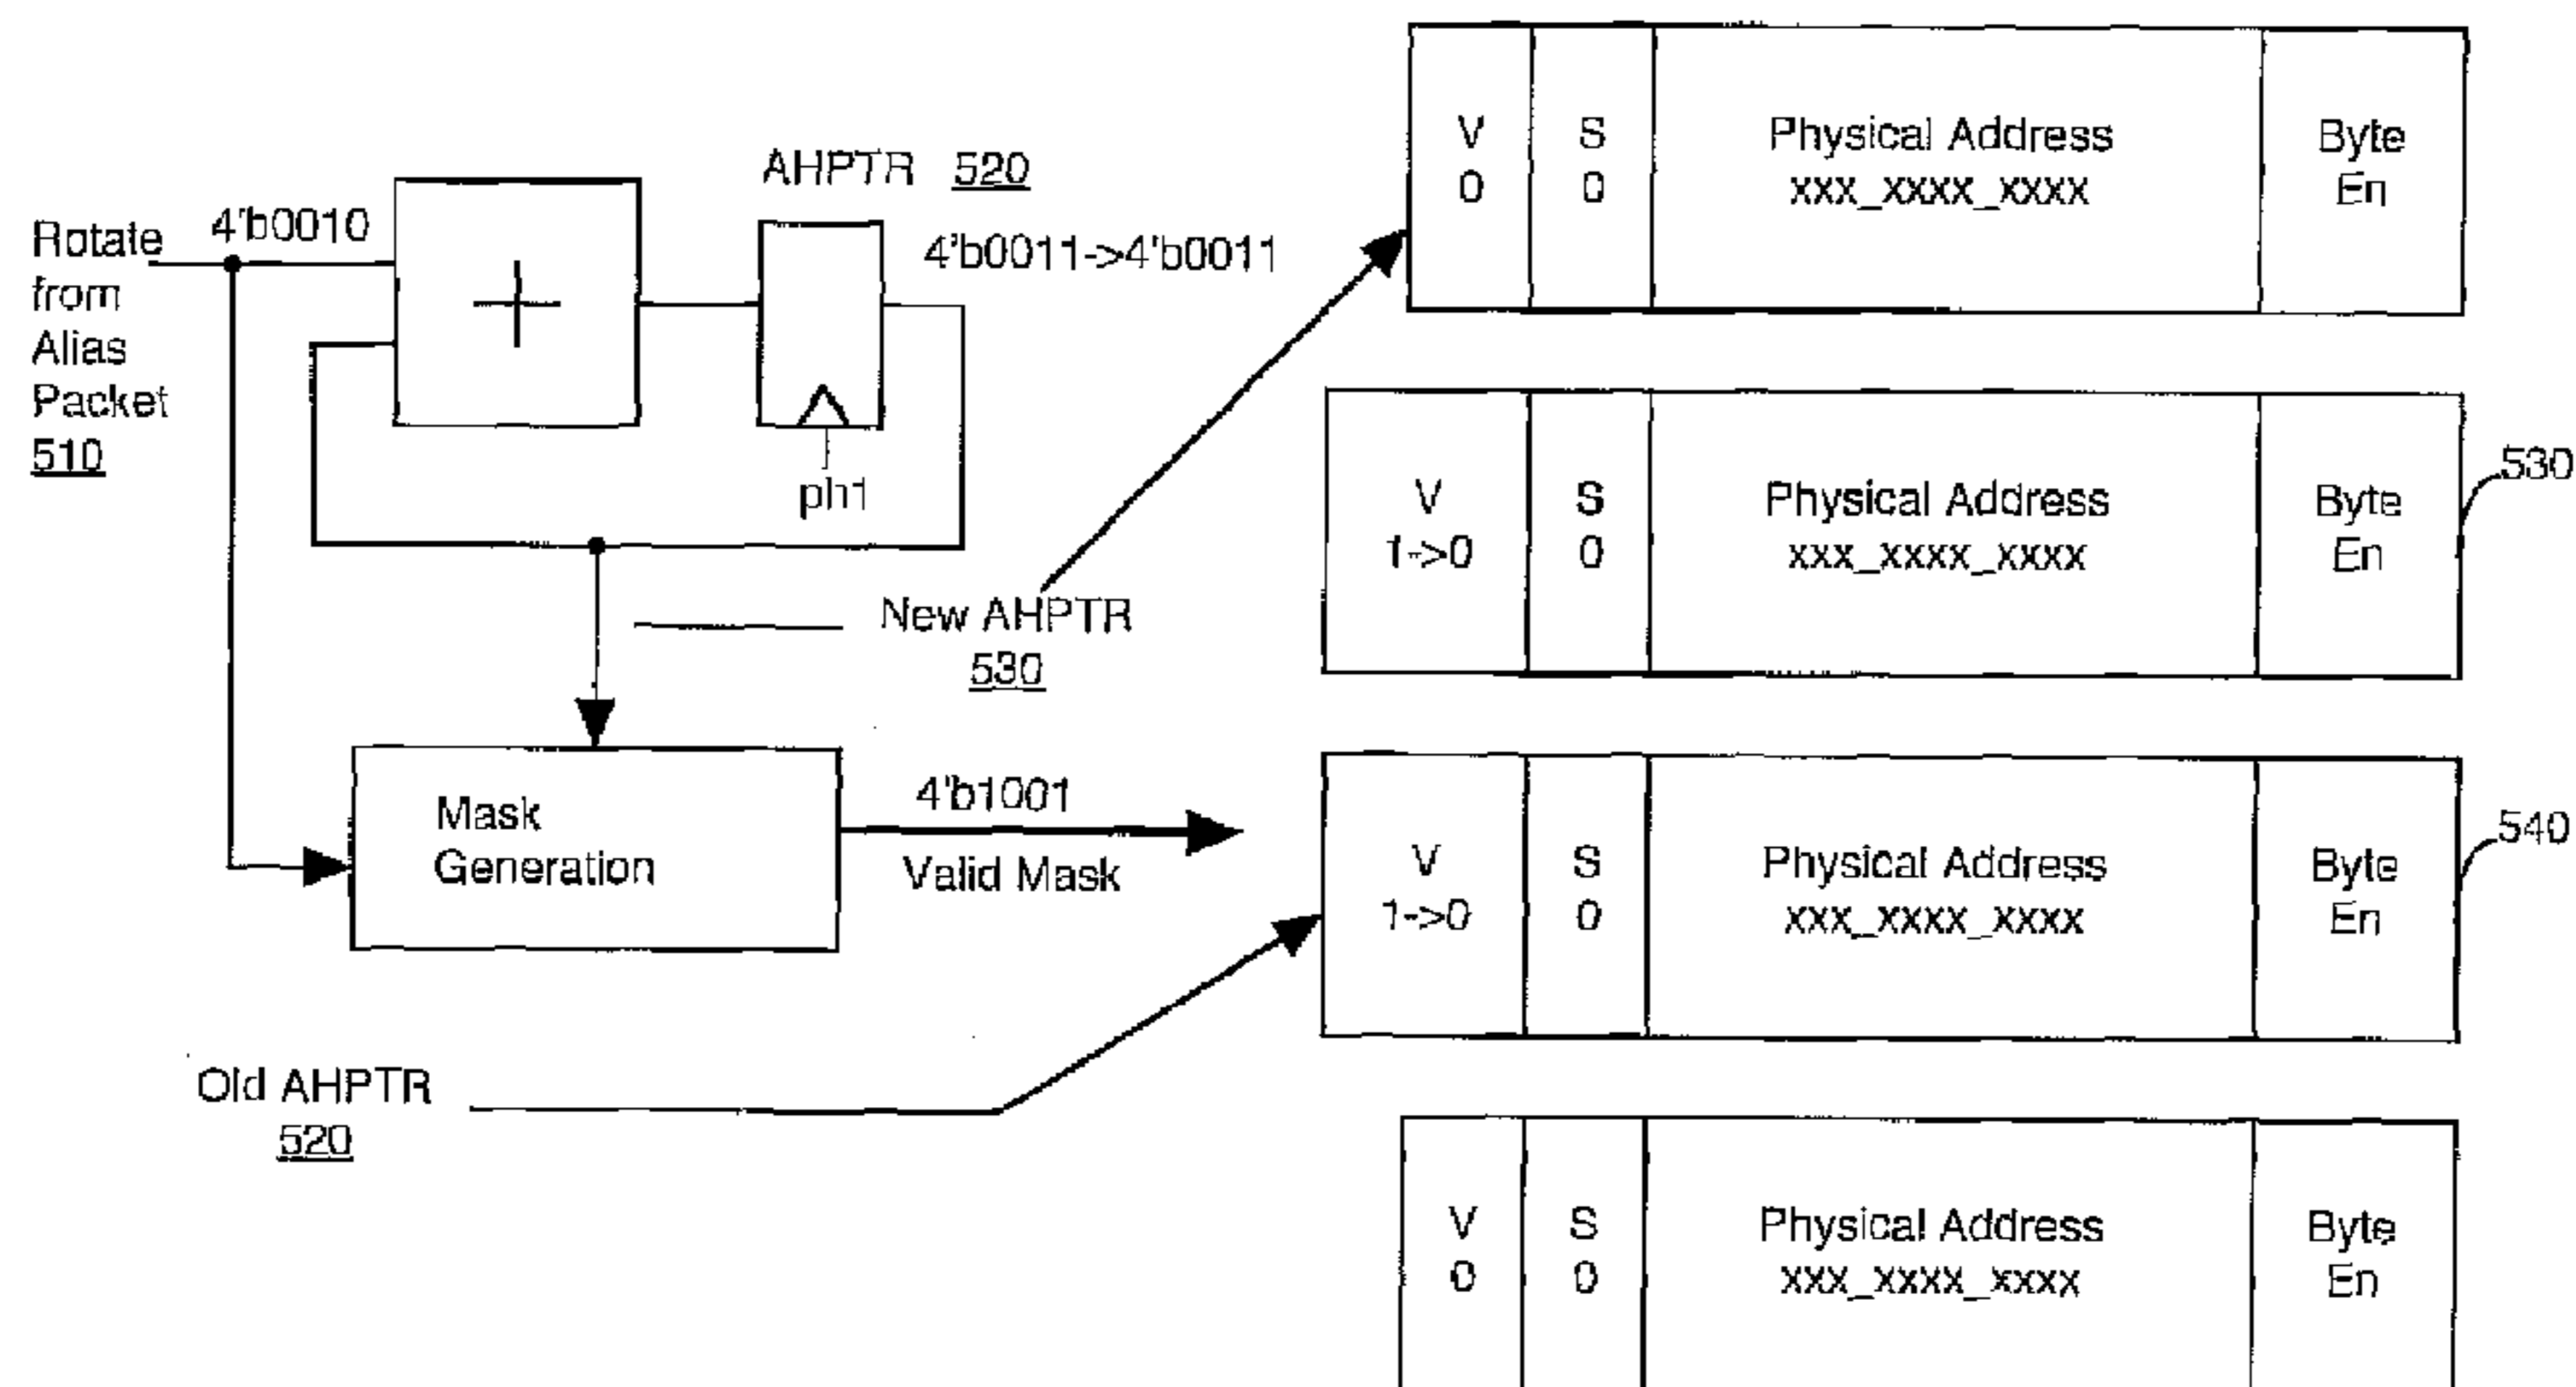 Rotate
from
Alias
Packet
510
4'b0010
+
AHPTR 520
4'b0011->4'b0011
ph1
New AHPTR
530
Mask
Generation
4'b1001
Valid Mask
Old AHPTR
520
V
0
S
0
Physical Address
xxx_xxxx_xxxx
Byte
En
V
1->0
S
0
Physical Address
xxx_xxxx_xxxx
Byte
En
530
V
1->0
S
0
Physical Address
xxx_xxxx_xxxx
Byte
En
540
V
0
S
0
Physical Address
xxx_xxxx_xxxx
Byte
En